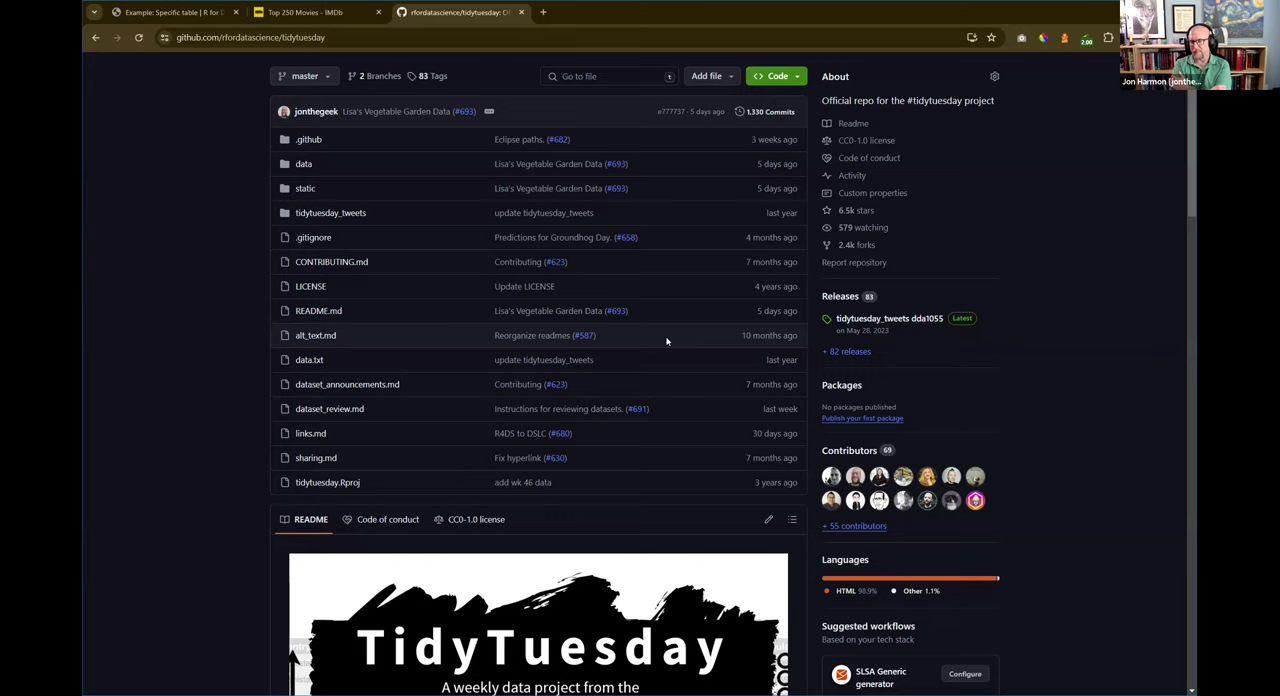 Example: Specific table | R for D
Top 250 Movies - IMDb
rfordatascience/tidytuesday: Of
github.com/rfordatascience/tidytuesday
2.00
Jon Harmon (jonthe...
master
2 Branches
83 Tags
Go to file
t
Add file
Code
jonthegeek Lisa's Vegetable Garden Data (#693)
e777737 · 5 days ago
1,330 Commits
.github Eclipse paths. (#682) 3 weeks ago
data Lisa's Vegetable Garden Data (#693) 5 days ago
static Lisa's Vegetable Garden Data (#693) 5 days ago
tidytuesday_tweets update tidytuesday_tweets last year
.gitignore Predictions for Groundhog Day. (#658) 4 months ago
CONTRIBUTING.md Contributing (#623) 7 months ago
LICENSE Update LICENSE 4 years ago
README.md Lisa's Vegetable Garden Data (#693) 5 days ago
alt_text.md Reorganize readmes (#587) 10 months ago
data.txt update tidytuesday_tweets last year
dataset_announcements.md Contributing (#623) 7 months ago
dataset_review.md Instructions for reviewing datasets. (#691) last week
links.md R4DS to DSLC (#680) 30 days ago
sharing.md Fix hyperlink (#630) 7 months ago
tidytuesday.Rproj add wk 46 data 3 years ago
README
Code of conduct
CC0-1.0 license
TidyTuesday
A weekly data project from the
About
Official repo for the #tidytuesday project
Readme
CC0-1.0 license
Code of conduct
Activity
Custom properties
6.5k stars
579 watching
2.4k forks
Report repository
Releases 83
tidytuesday_tweets dda1055 Latest
on May 28, 2023
+ 82 releases
Packages
No packages published
Publish your first package
Contributors 69
+ 55 contributors
Languages
HTML 98.9%
Other 1.1%
Suggested workflows
Based on your tech stack
SLSA Generic
generator
Configure